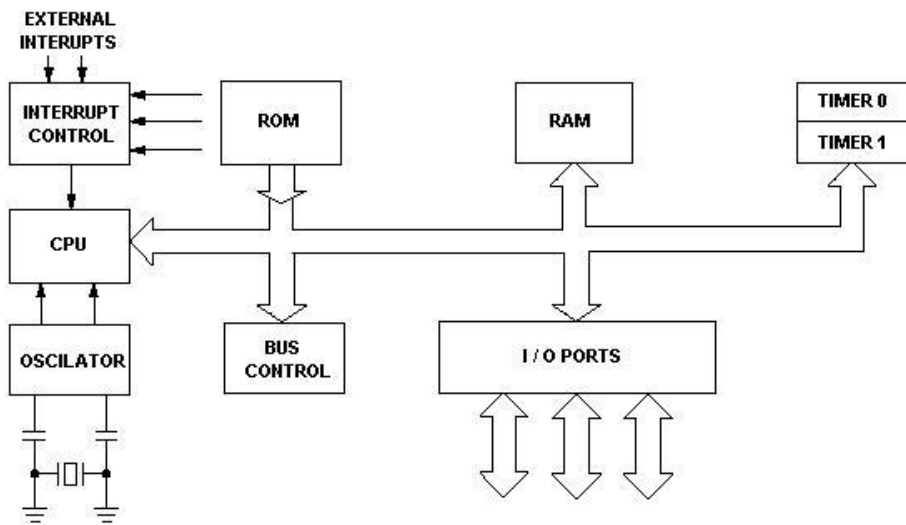 EXTERNAL
INTERUPTS
INTERRUPT
CONTROL
ROM
RAM
TIMER 0
TIMER 1
CPU
OSCILATOR
BUS
CONTROL
I / O PORTS